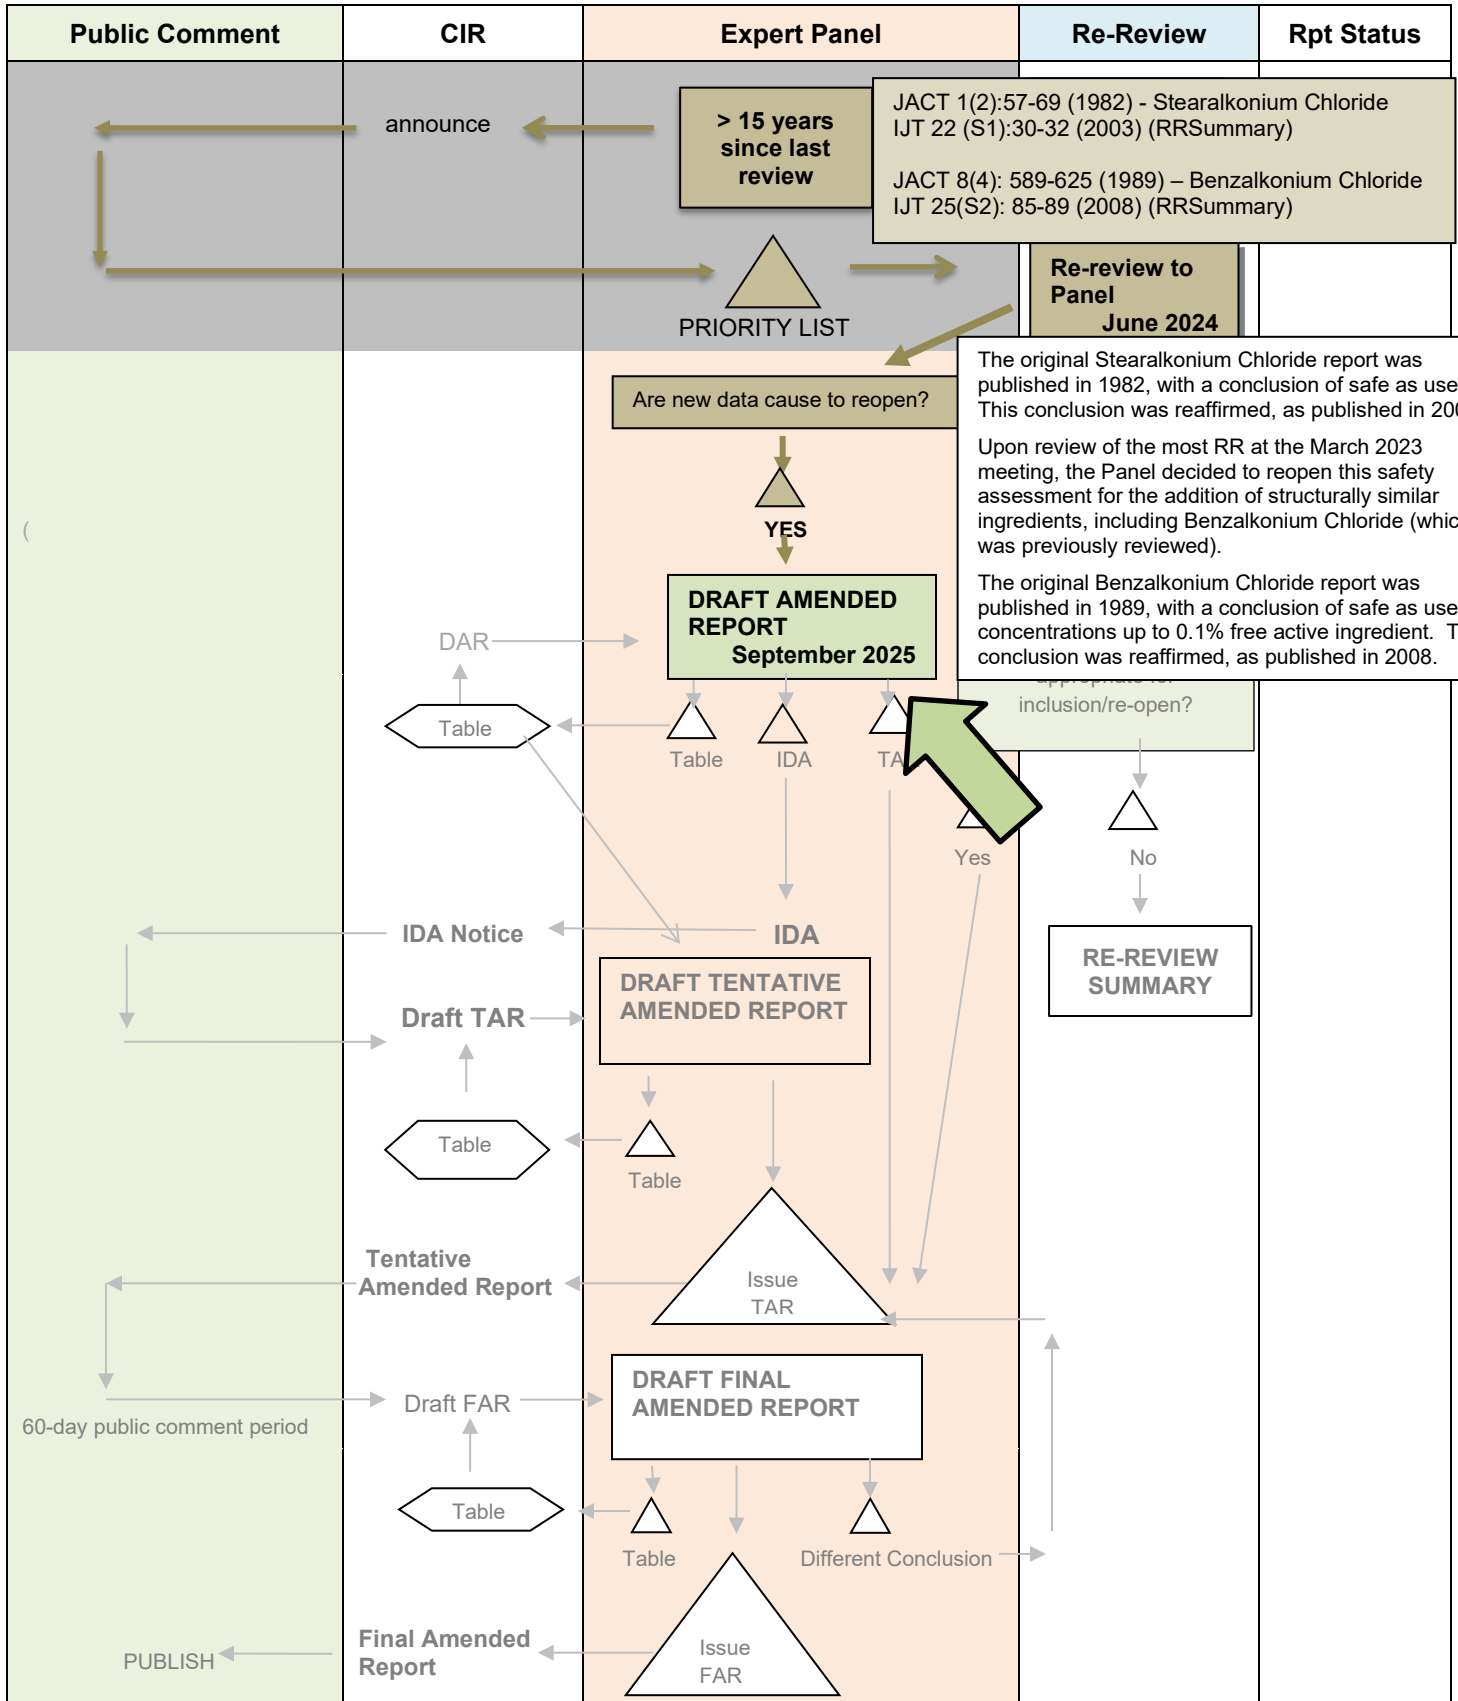 Public Comment
CIR
Expert Panel
Re-Review
Rpt Status
announce
> 15 years
since last
review
JACT 1(2):57-69 (1982) - Stearalkonium Chloride
IJT 22 (S1):30-32 (2003) (RRSummary)
JACT 8(4): 589-625 (1989) – Benzalkonium Chloride
IJT 25(S2): 85-89 (2008) (RRSummary)
PRIORITY LIST
Re-review to
Panel
June 2024
Are new data cause to reopen?
The original Stearalkonium Chloride report was
published in 1982, with a conclusion of safe as use
This conclusion was reaffirmed, as published in 200
Upon review of the most RR at the March 2023
meeting, the Panel decided to reopen this safety
assessment for the addition of structurally similar
ingredients, including Benzalkonium Chloride (whic
was previously reviewed).
The original Benzalkonium Chloride report was
published in 1989, with a conclusion of safe as use
concentrations up to 0.1% free active ingredient. T
conclusion was reaffirmed, as published in 2008.
YES
(
DRAFT AMENDED
REPORT
September 2025
DAR
appropriate for
inclusion/re-open?
Table
Table
IDA
TA
Yes
No
IDA Notice
IDA
RE-REVIEW
SUMMARY
DRAFT TENTATIVE
AMENDED REPORT
Draft TAR
Table
Table
Tentative
Amended Report
Issue
TAR
DRAFT FINAL
AMENDED REPORT
Draft FAR
60-day public comment period
Table
Table
Different Conclusion
Final Amended
Report
Issue
FAR
PUBLISH